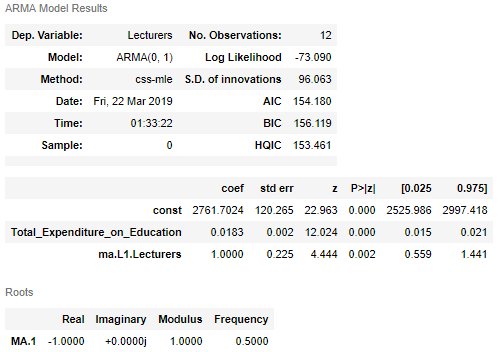 ARMA Model Results
Dep. Variable: Lecturers No. Observations: 12
Model: ARMA(0, 1) Log Likelihood -73.090
Method: css-mle S.D. of innovations 96.063
Date: Fri, 22 Mar 2019 AIC 154.180
Time: 01:33:22 BIC 156.119
Sample: 0 HQIC 153.461
coef std err z P>|z| [0.025 0.975]
const 2761.7024 120.265 22.963 0.000 2525.986 2997.418
Total_Expenditure_on_Education 0.0183 0.002 12.024 0.000 0.015 0.021
ma.L1.Lecturers 1.0000 0.225 4.444 0.002 0.559 1.441
Roots
Real Imaginary Modulus Frequency
MA.1 -1.0000 +0.0000j 1.0000 0.5000